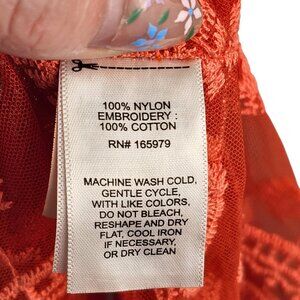 100% NYLON
EMBROIDERY :
100% COTTON
RN# 165979
MACHINE WASH COLD,
GENTLE CYCLE,
WITH LIKE COLORS,
DO NOT BLEACH,
RESHAPE AND DRY
FLAT, COOL IRON
IF NECESSARY,
OR DRY CLEAN